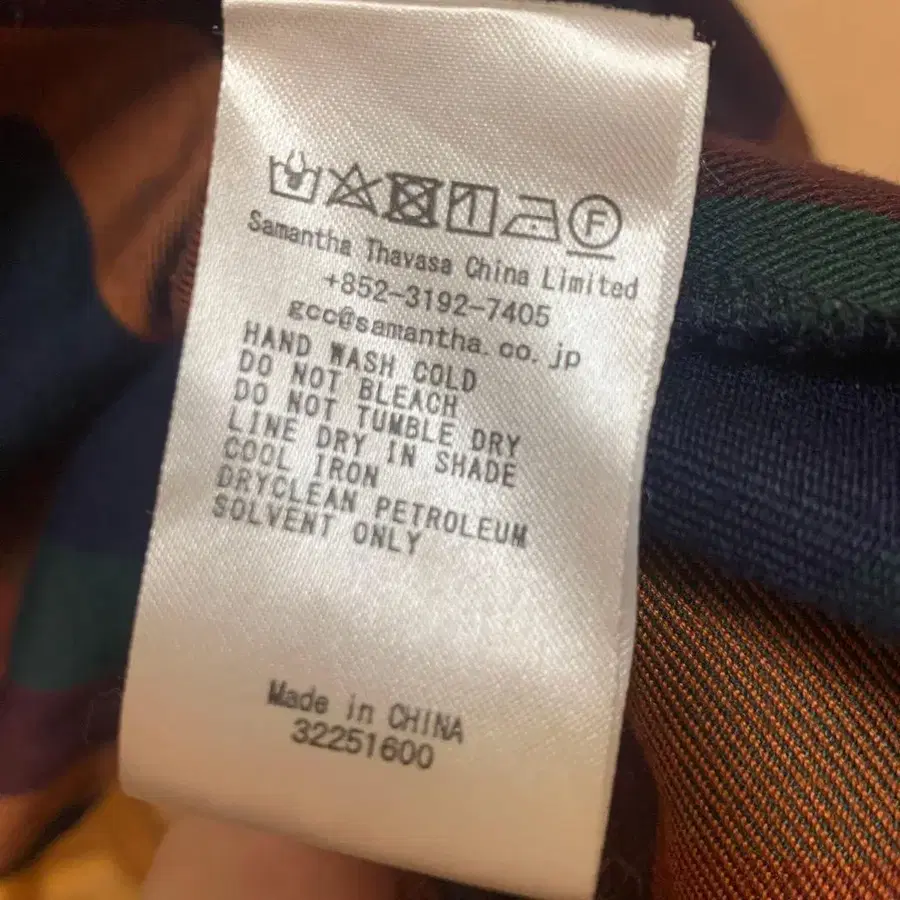 F
Samantha Thavasa China Limited
+852-3192-7405
gcc@samantha.co.jp
HAND WASH COLD
DO NOT BLEACH
DO NOT TUMBLE DRY
LINE DRY IN SHADE
COOL IRON
DRYCLEAN PETROLEUM
SOLVENT ONLY
Made in CHINA
32251600